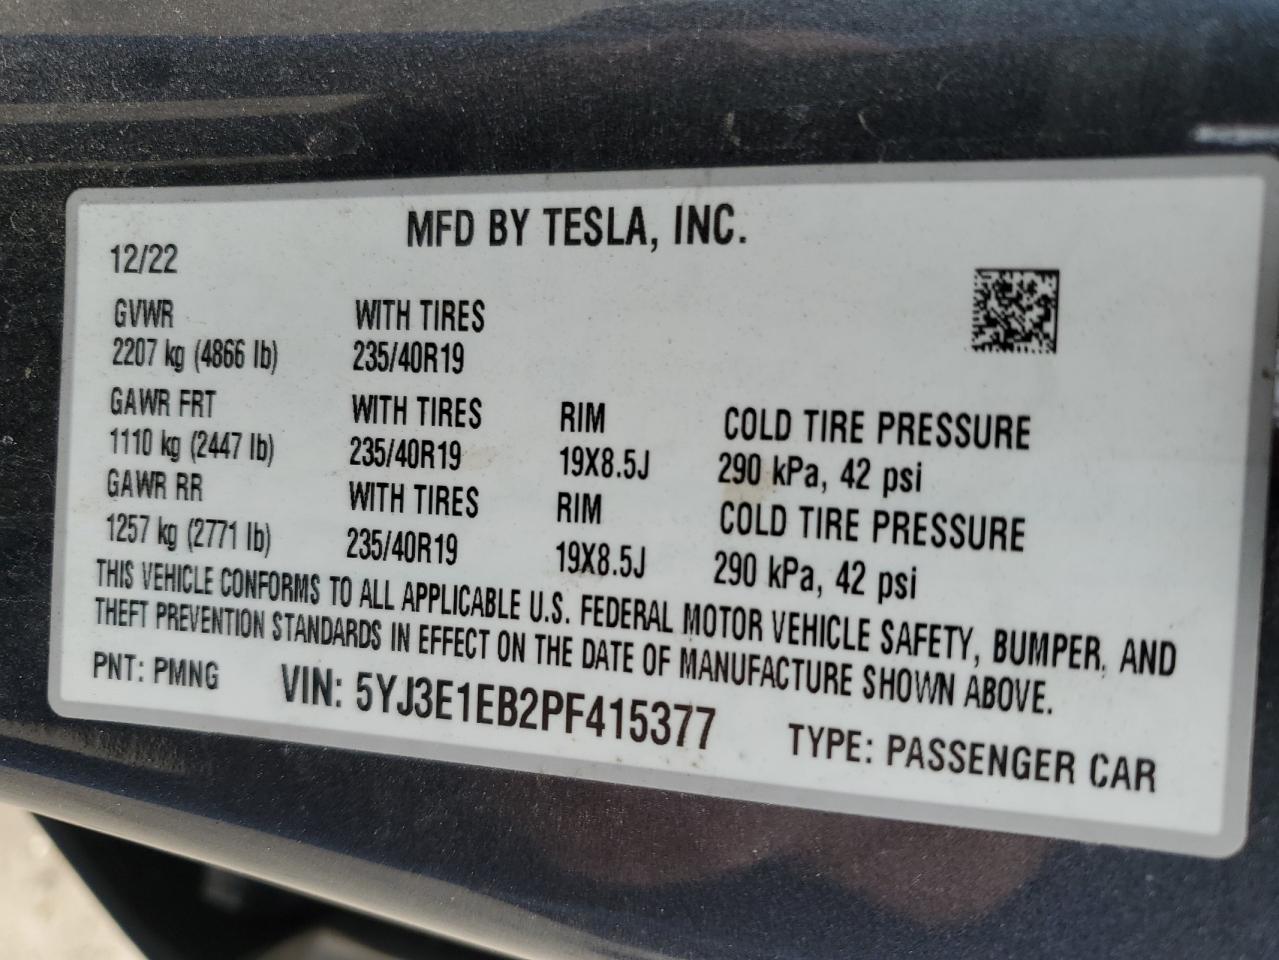 MFD BY TESLA, INC.
12/22
GVWR WITH TIRES
2207 kg (4866 lb) 235/40R19
GAWR FRT WITH TIRES RIM COLD TIRE PRESSURE
1110 kg (2447 lb) 235/40R19 19X8.5J 290 kPa, 42 psi
GAWR RR WITH TIRES RIM COLD TIRE PRESSURE
1257 kg (2771 lb) 235/40R19 19X8.5J 290 kPa, 42 psi
THIS VEHICLE CONFORMS TO ALL APPLICABLE U.S. FEDERAL MOTOR VEHICLE SAFETY, BUMPER, AND
THEFT PREVENTION STANDARDS IN EFFECT ON THE DATE OF MANUFACTURE SHOWN ABOVE.
PNT: PMNG VIN: 5YJ3E1EB2PF415377 TYPE: PASSENGER CAR